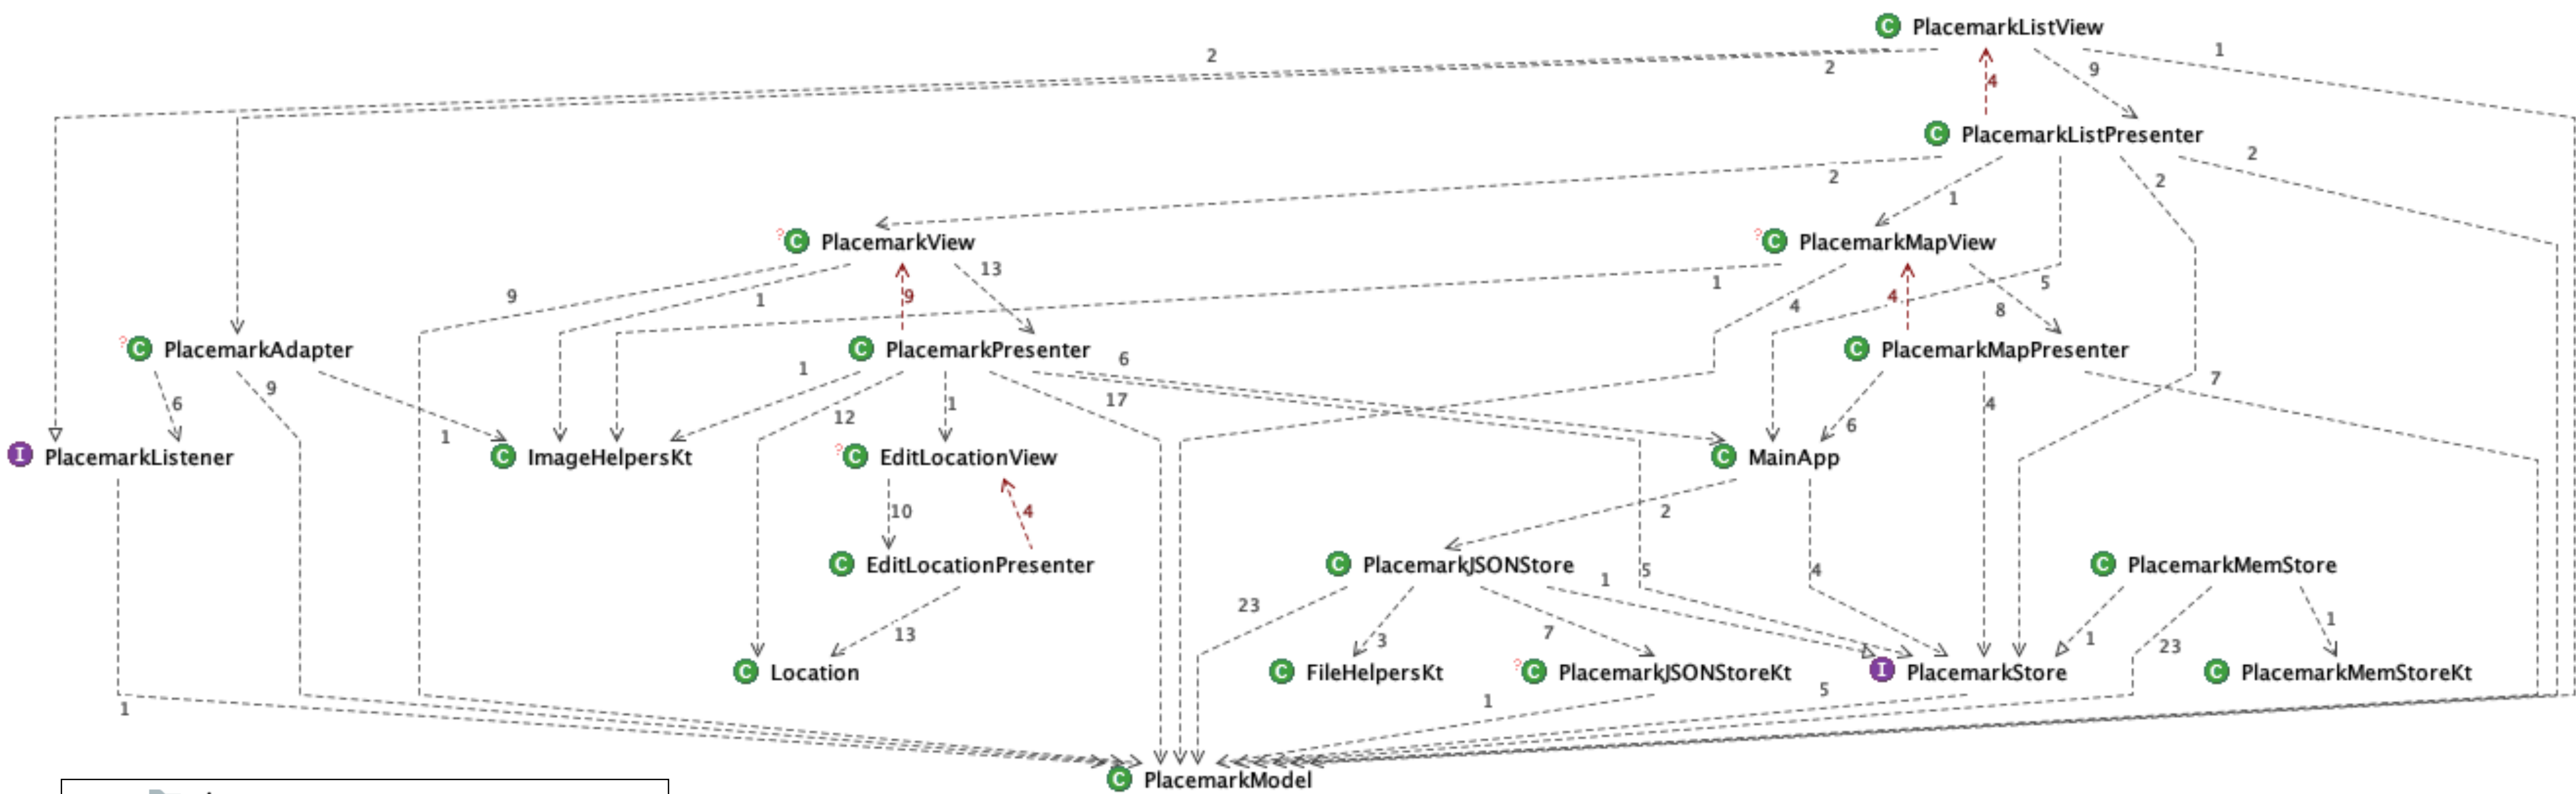 C PlacemarkListView
2
2
4
9
1
C PlacemarkListPresenter
2
1
5
2
2
? C PlacemarkView
? C PlacemarkMapView
9
1
9
13
1
4
4
8
? C PlacemarkAdapter
C PlacemarkPresenter
C PlacemarkMapPresenter
6
9
1
1
12
1
17
6
6
4
7
I PlacemarkListener
C ImageHelpersKt
? C EditLocationView
C MainApp
10
4
2
4
C EditLocationPresenter
C PlacemarkJSONStore
C PlacemarkMemStore
13
23
3
7
1
5
1
23
1
C Location
C FileHelpersKt
? C PlacemarkJSONStoreKt
I PlacemarkStore
C PlacemarkMemStoreKt
1
1
5
C PlacemarkModel